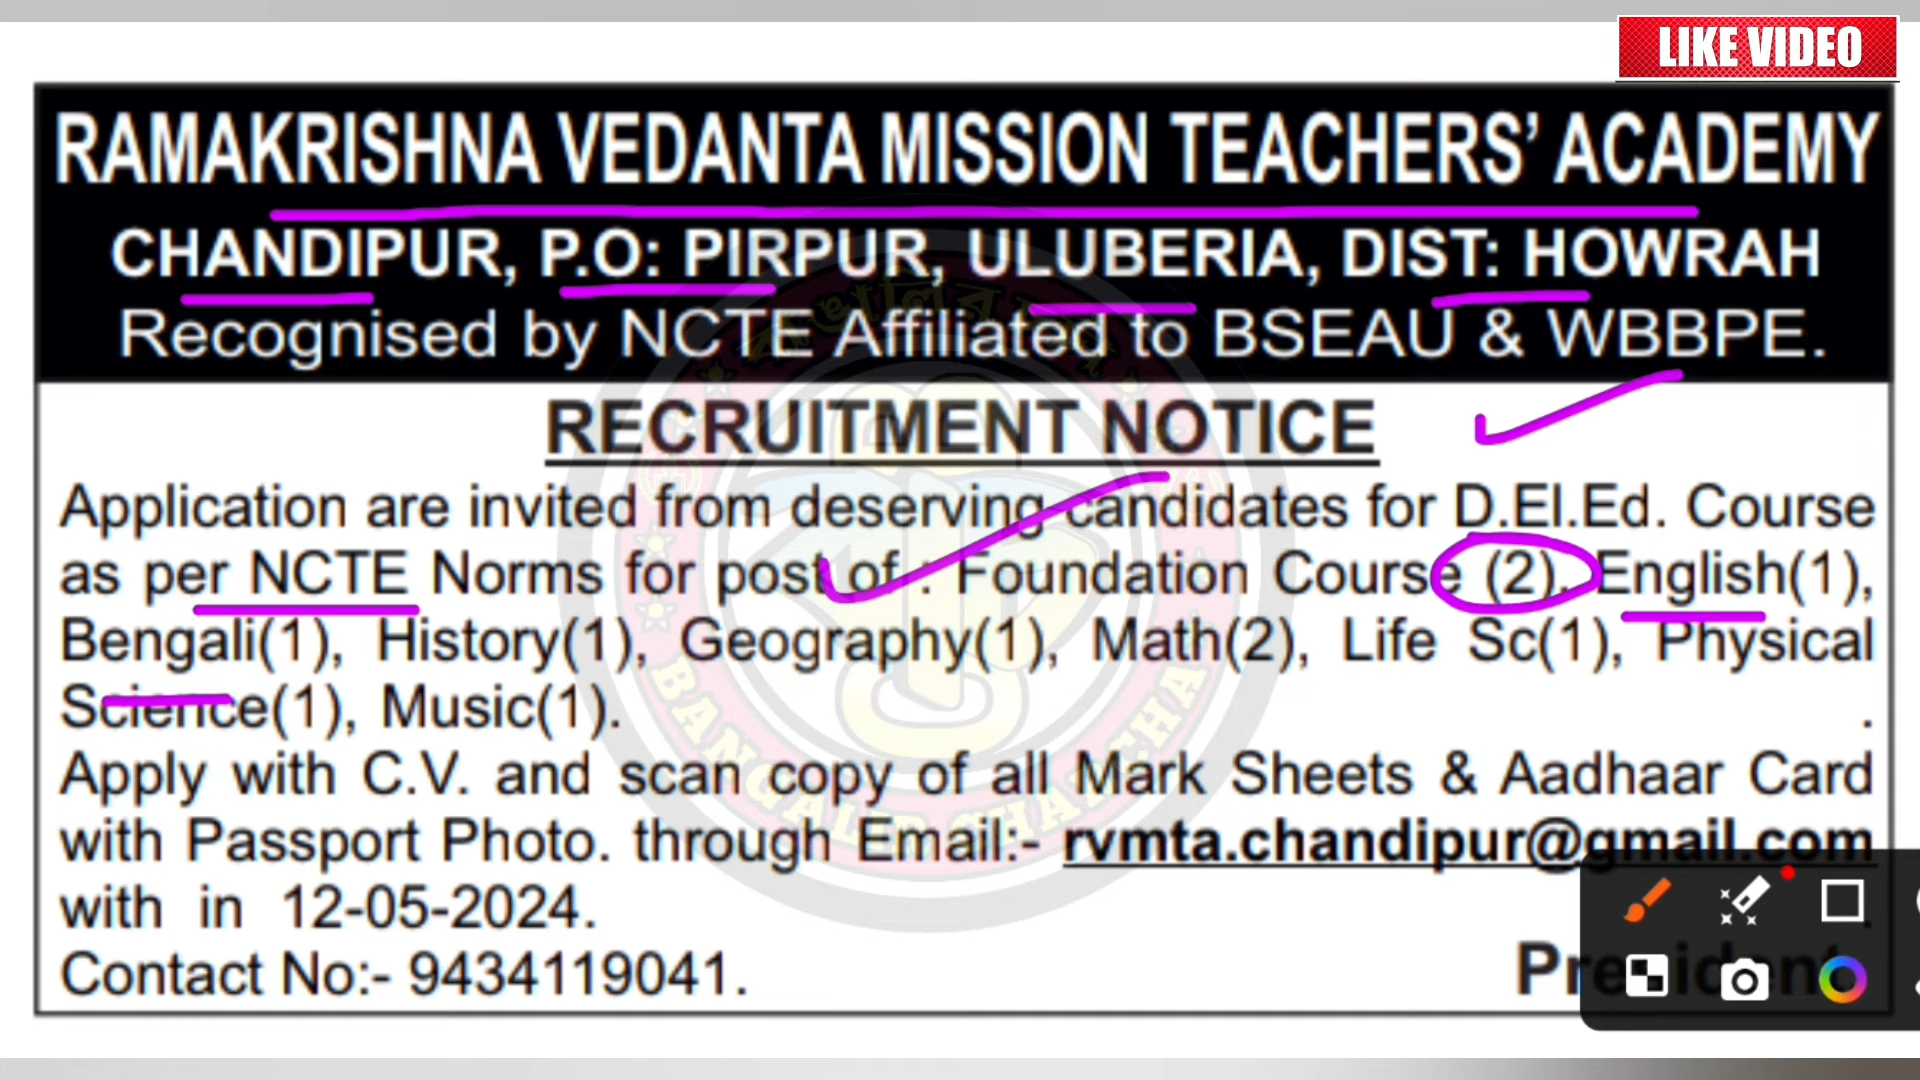 LIKE VIDEO
RAMAKRISHNA VEDANTA MISSION TEACHERS' ACADEMY
CHANDIPUR, P.O: PIRPUR, ULUBERIA, DIST: HOWRAH
Recognised by NCTE Affiliated to BSEAU & WBBPE.
RECRUITMENT NOTICE
Application are invited from deserving candidates for D.El.Ed. Course
as per NCTE Norms for post of : Foundation Course (2), English(1),
Bengali(1), History(1), Geography(1), Math(2), Life Sc(1), Physical
Science(1), Music(1). .
Apply with C.V. and scan copy of all Mark Sheets & Aadhaar Card
with Passport Photo. through Email:- rvmta.chandipur@gmail.com
with in 12-05-2024.
Contact No:- 9434119041.
President
BANGALE CHARCHA